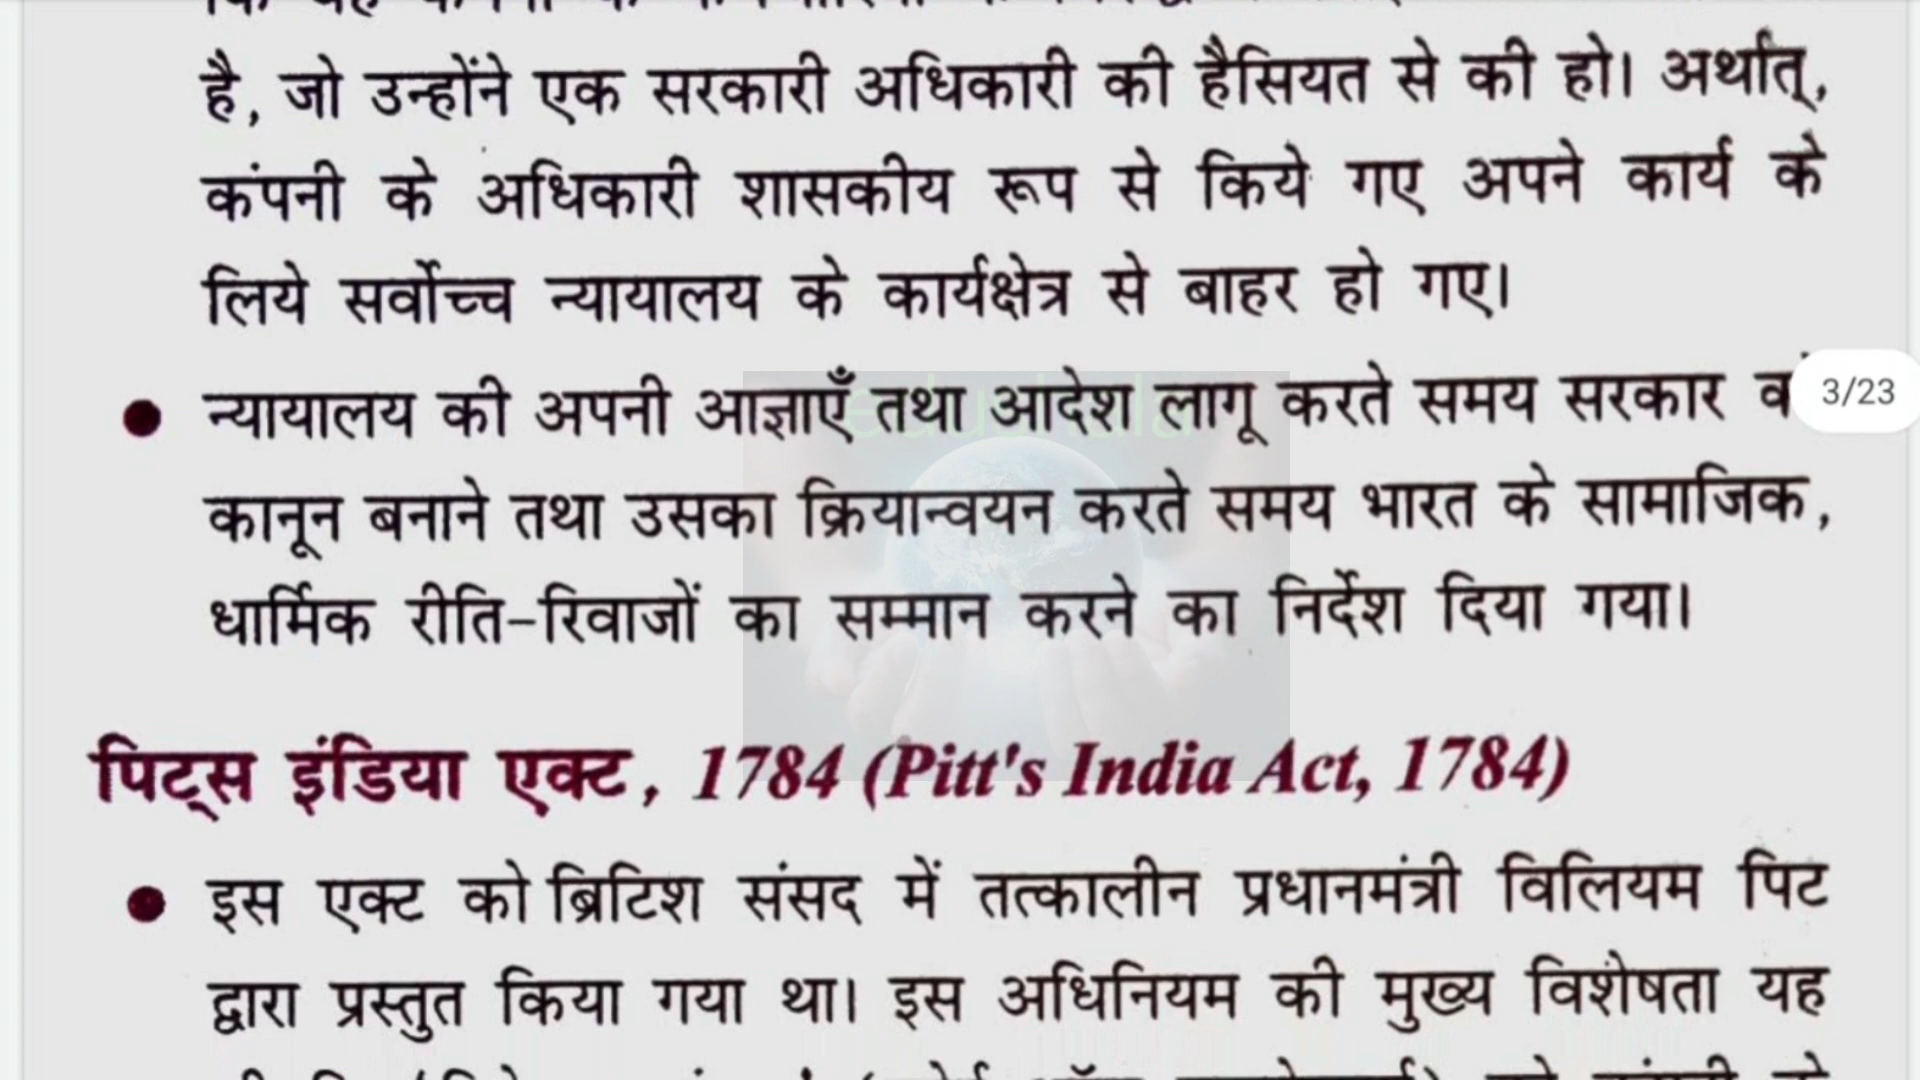 है, जो उन्होंने एक सरकारी अधिकारी की हैसियत से की हो। अर्थात्,
कंपनी के अधिकारी शासकीय रूप से किये गए अपने कार्य के
लिये सर्वोच्च न्यायालय के कार्यक्षेत्र से बाहर हो गए।
● न्यायालय की अपनी आज्ञाएँ तथा आदेश लागू करते समय सरकार
3/23
कानून बनाने तथा उसका क्रियान्वयन करते समय भारत के सामाजिक,
धार्मिक रीति-रिवाजों का सम्मान करने का निर्देश दिया गया।
पिट्स इंडिया एक्ट, 1784 (Pitt's India Act, 1784)
● इस एक्ट को ब्रिटिश संसद में तत्कालीन प्रधानमंत्री विलियम पिट
द्वारा प्रस्तुत किया गया था। इस अधिनियम की मुख्य विशेषता यह